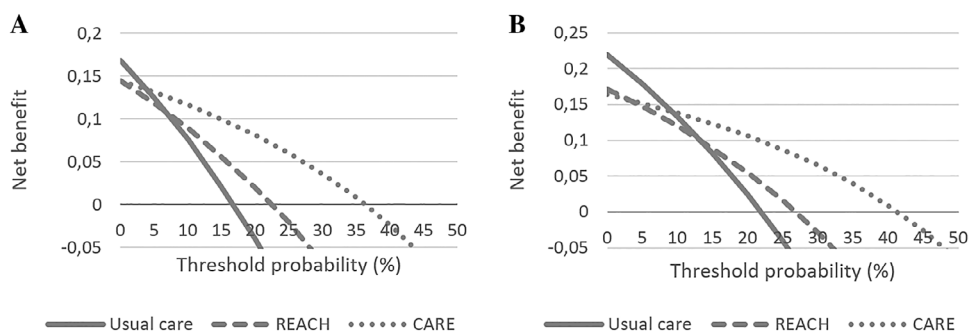 A
0,2
0,15
0,1
0,05
0
-0,05
Net benefit
0 5 10 15 20 25 30 35 40 45 50
Threshold probability (%)
Usual care REACH CARE
B
0,25
0,2
0,15
0,1
0,05
0
-0,05
Net benefit
0 5 10 15 20 25 30 35 40 45 50
Threshold probability (%)
Usual care REACH CARE